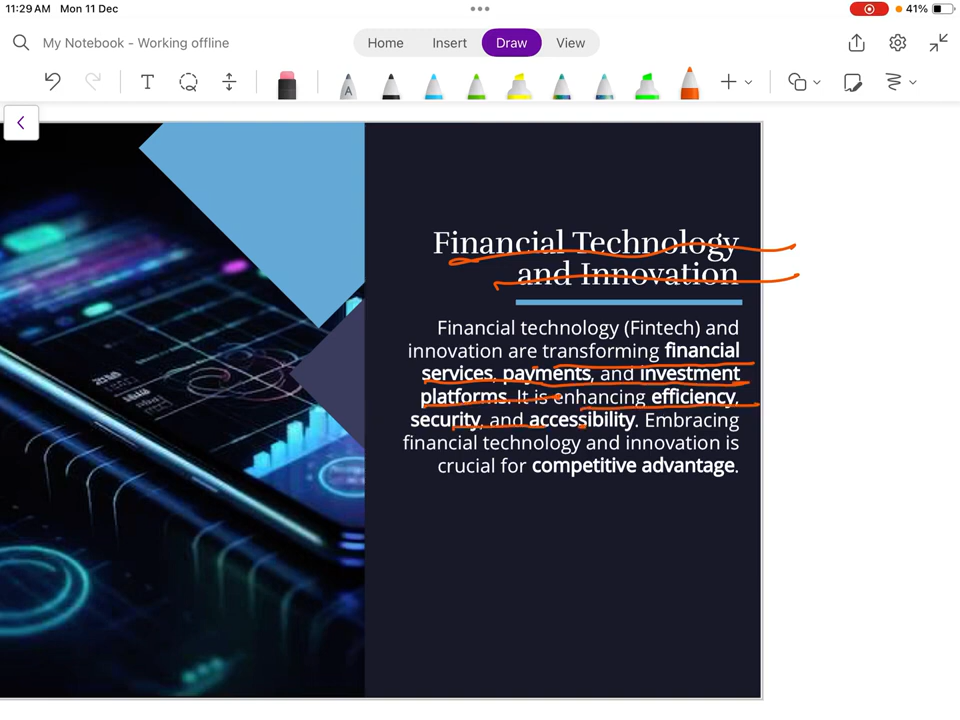 11:29 AM Mon 11 Dec
41%
My Notebook - Working offline
Home Insert Draw View
T
A
Financial Technology
and Innovation
Financial technology (Fintech) and
innovation are transforming financial
services, payments, and investment
platforms. It is enhancing efficiency,
security, and accessibility. Embracing
financial technology and innovation is
crucial for competitive advantage.